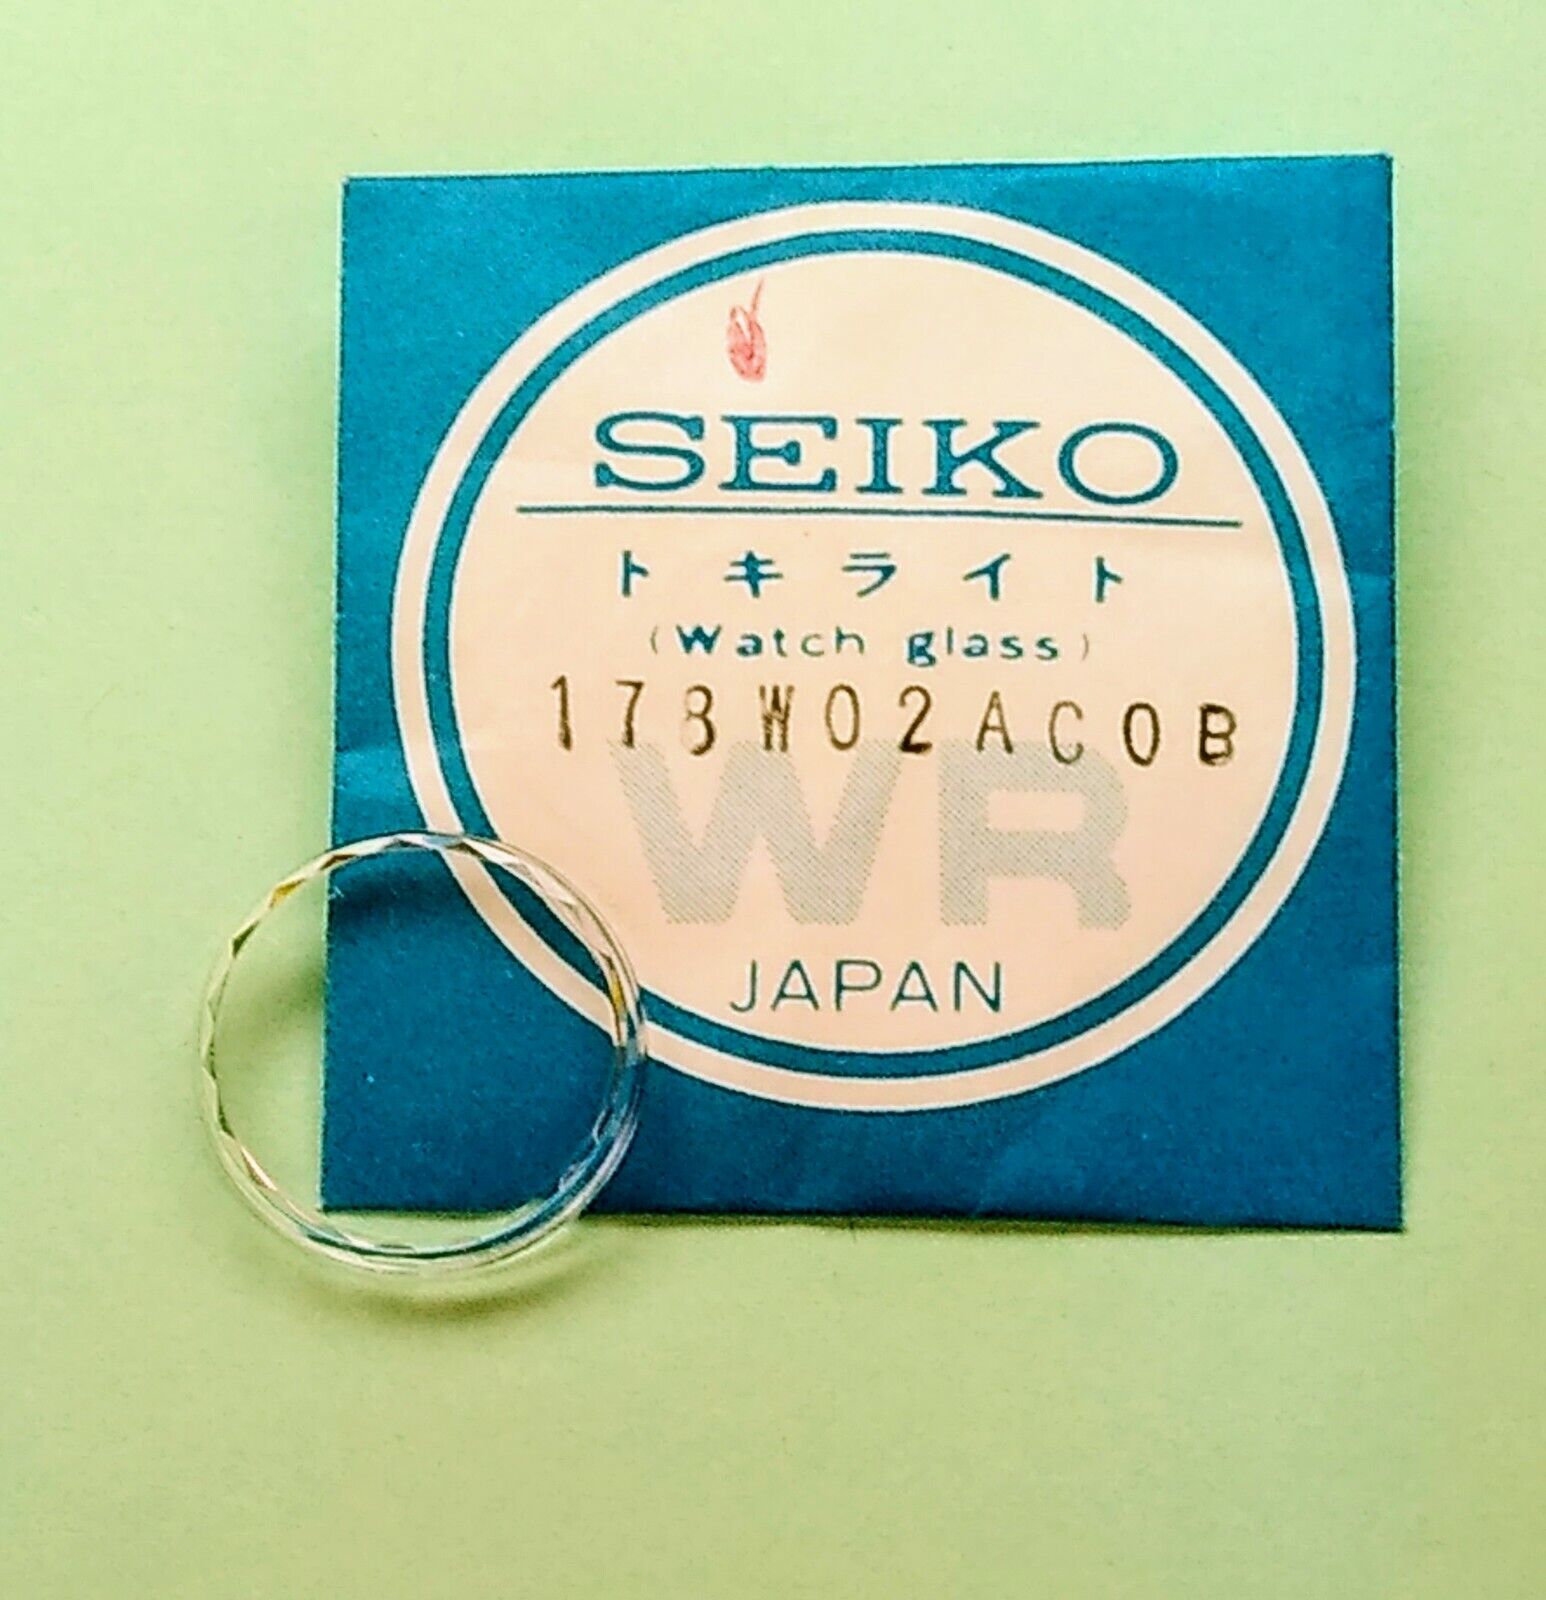 SEIKO
トキライト
(Watch glass)
178W02AC0B
WR
JAPAN